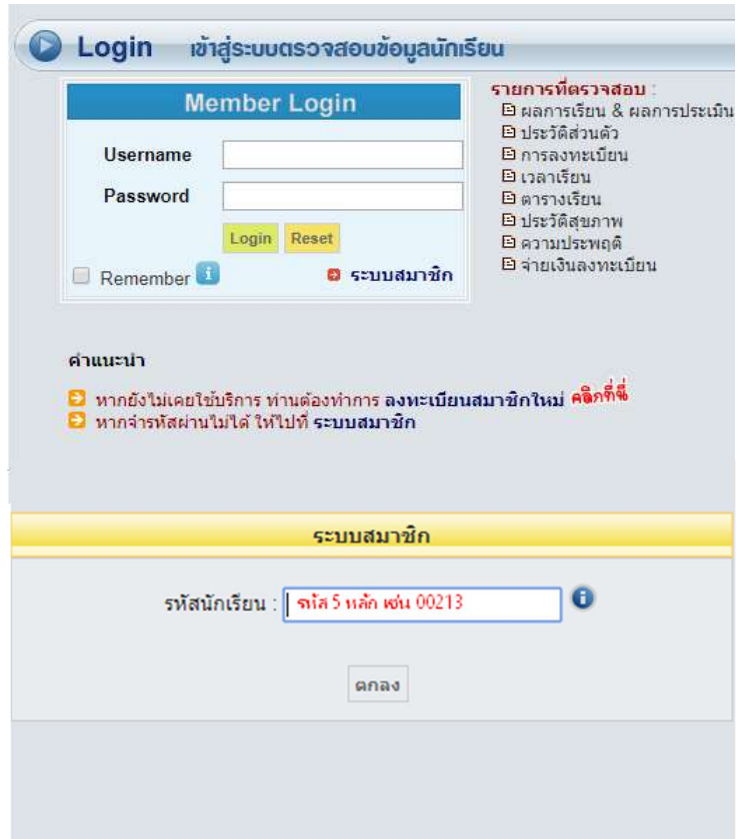 Login เข้าสู่ระบบตรวจสอบข้อมูลนักเรียน
Member Login
Username
Password
Login Reset
Remember
ระบบสมาชิก
รายการที่ตรวจสอบ :
ผลการเรียน & ผลการประเมิน
ประวัติส่วนตัว
การลงทะเบียน
เวลาเรียน
ตารางเรียน
ประวัติสุขภาพ
ความประพฤติ
จ่ายเงินลงทะเบียน
คำแนะนำ
หากยังไม่เคยใช้บริการ ท่านต้องทำการ ลงทะเบียนสมาชิกใหม่ คลิกที่นี่
หากจำรหัสผ่านไม่ได้ ให้ไปที่ ระบบสมาชิก
ระบบสมาชิก
รหัสนักเรียน : รหัส 5 หลัก เช่น 00213
ตกลง